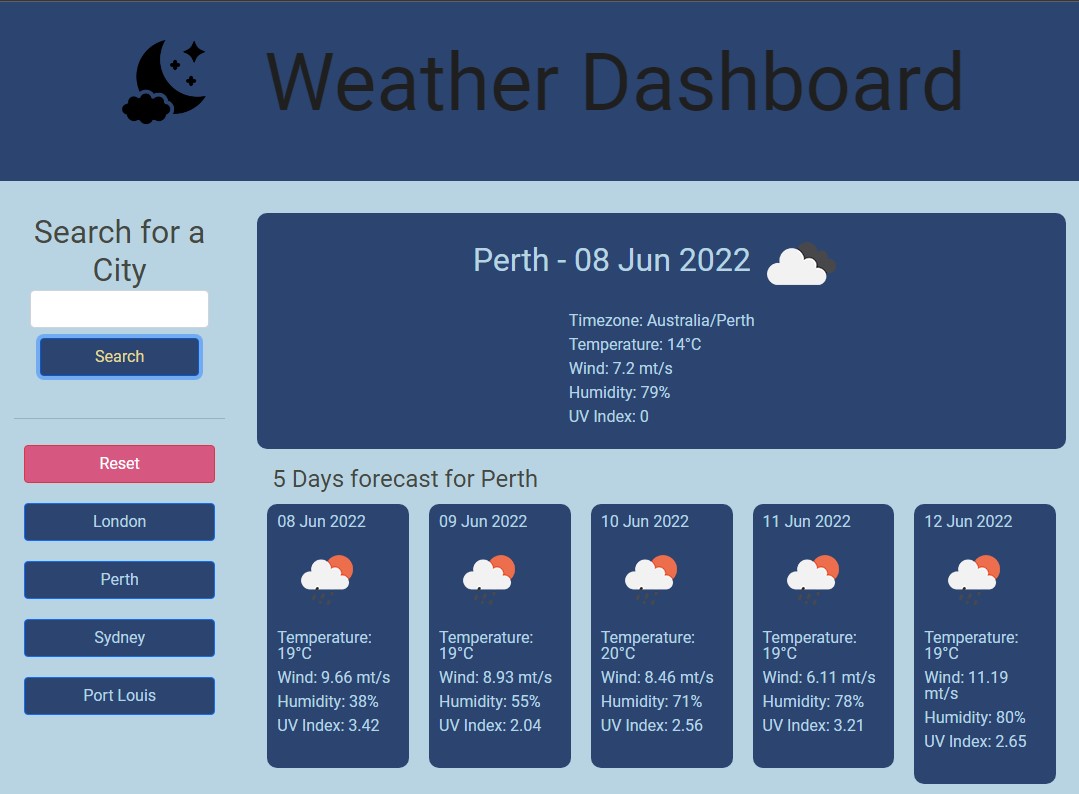 Weather Dashboard
Search for a
City
Search
Reset
London
Perth
Sydney
Port Louis
Perth - 08 Jun 2022
Timezone: Australia/Perth
Temperature: 14°C
Wind: 7.2 mt/s
Humidity: 79%
UV Index: 0
5 Days forecast for Perth
08 Jun 2022
Temperature:
19°C
Wind: 9.66 mt/s
Humidity: 38%
UV Index: 3.42
09 Jun 2022
Temperature:
19°C
Wind: 8.93 mt/s
Humidity: 55%
UV Index: 2.04
10 Jun 2022
Temperature:
20°C
Wind: 8.46 mt/s
Humidity: 71%
UV Index: 2.56
11 Jun 2022
Temperature:
19°C
Wind: 6.11 mt/s
Humidity: 78%
UV Index: 3.21
12 Jun 2022
Temperature:
19°C
Wind: 11.19
mt/s
Humidity: 80%
UV Index: 2.65